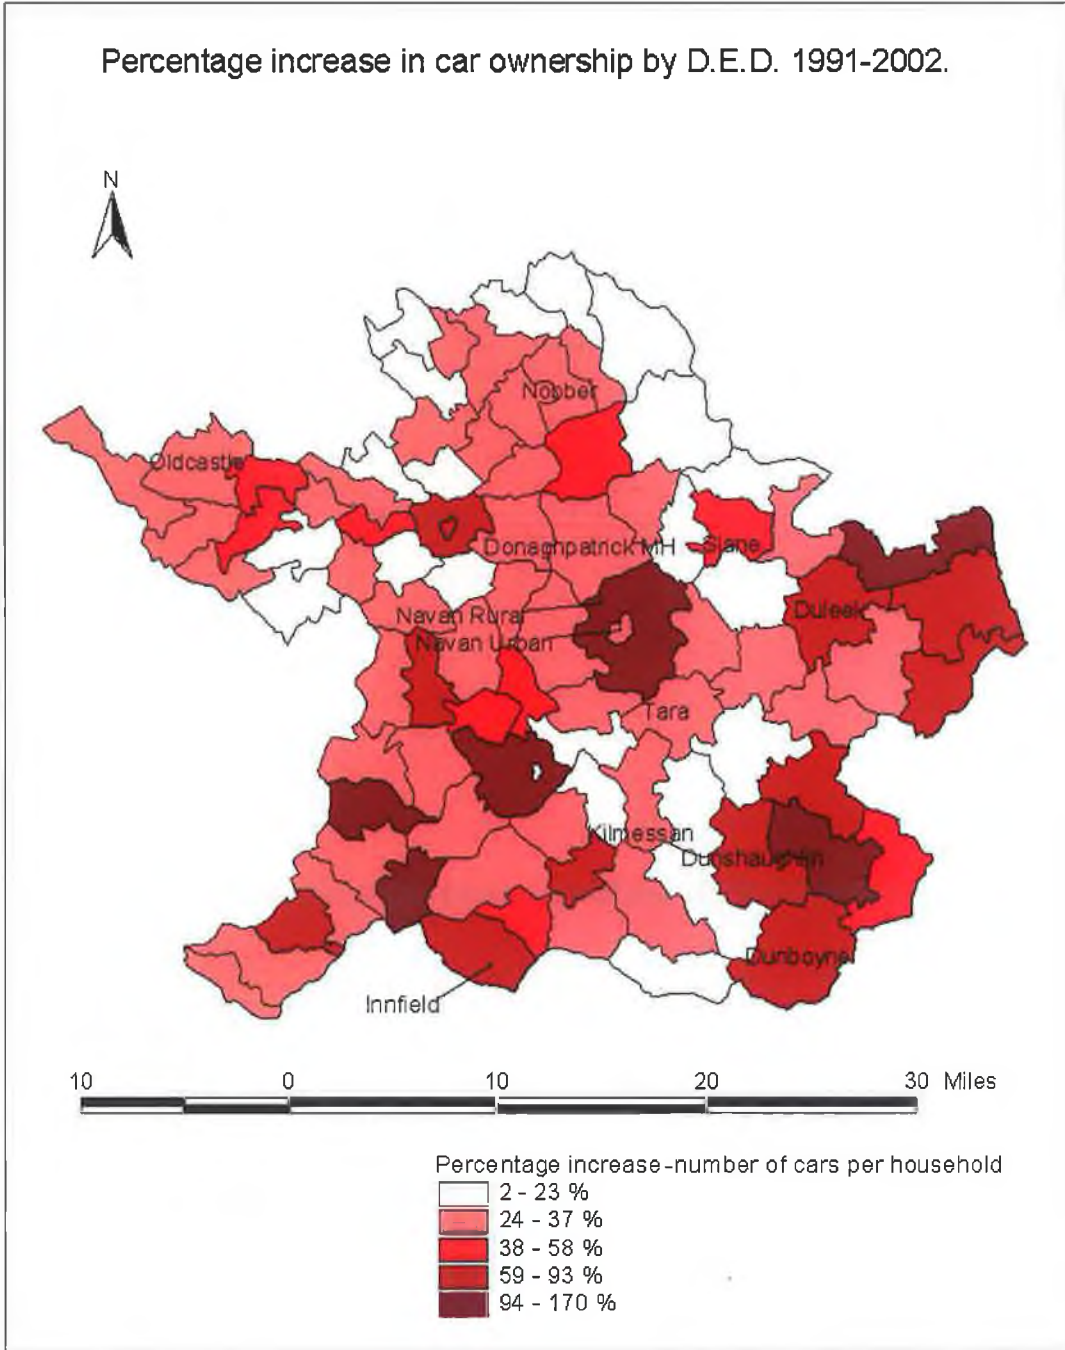 Percentage increase in car ownership by D.E.D. 1991-2002.
N
Nobber
Oldcastle
Donaghpatrick MH
Slane
Navan Rural
Duleek
Navan Urban
Tara
Kilmessan
Dunshaughlin
Dunboyne
Innfield
10 0 10 20 30 Miles
Percentage increase-number of cars per household
2 - 23 %
24 - 37 %
38 - 58 %
59 - 93 %
94 - 170 %